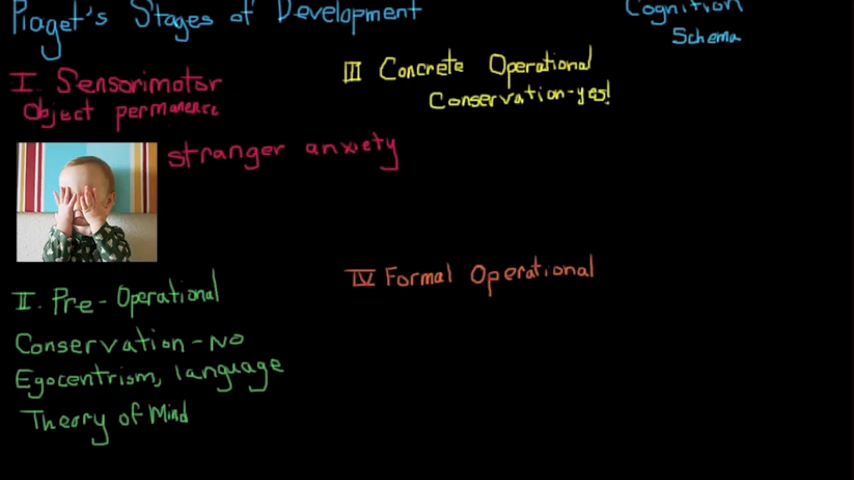 Piaget's Stages of Development
Cognition
Schema
I. Sensorimotor
Object permanence
stranger anxiety
II. Pre-Operational
Conservation-no
Egocentrism, language
Theory of Mind
III Concrete Operational
Conservation-yes!
IV Formal Operational